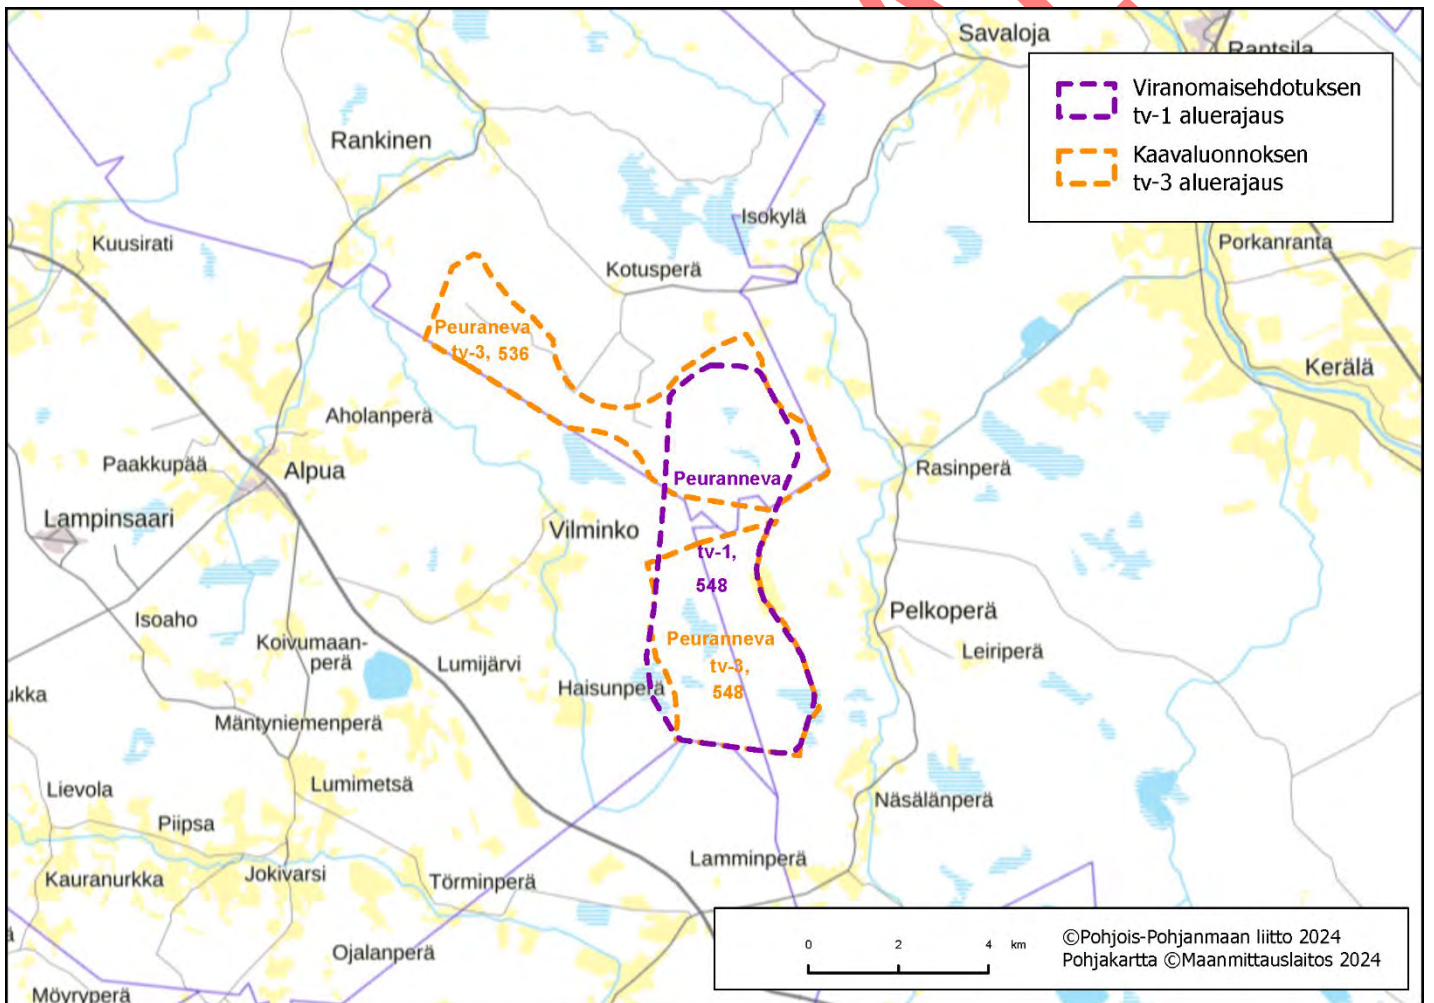 Savaloja
Rantsila
Viranomaisehdotuksen
tv-1 aluerajaus
Kaavaluonnoksen
tv-3 aluerajaus
Rankinen
Isokylä
Kuusirati
Porkanranta
Kotusperä
Peuraneva
tv-3, 536
Kerälä
Aholanperä
Paakkupää
Alpua
Rasinperä
Peuranneva
Lampinsaari
Vilminko
tv-1,
548
Isoaho
Pelkoperä
Koivumaan-
perä
Peuranneva
tv-3,
548
Lumijärvi
Leiriperä
Haisunperä
ukka
Mäntyniemenperä
Lievola
Lumimetsä
Näsälänperä
Piipsa
Lamminperä
Kauranurkka
Jokivarsi
Törminperä
ä
Ojalanperä
0 2 4 km
©Pohjois-Pohjanmaan liitto 2024
Pohjakartta ©Maanmittauslaitos 2024
Möyryperä